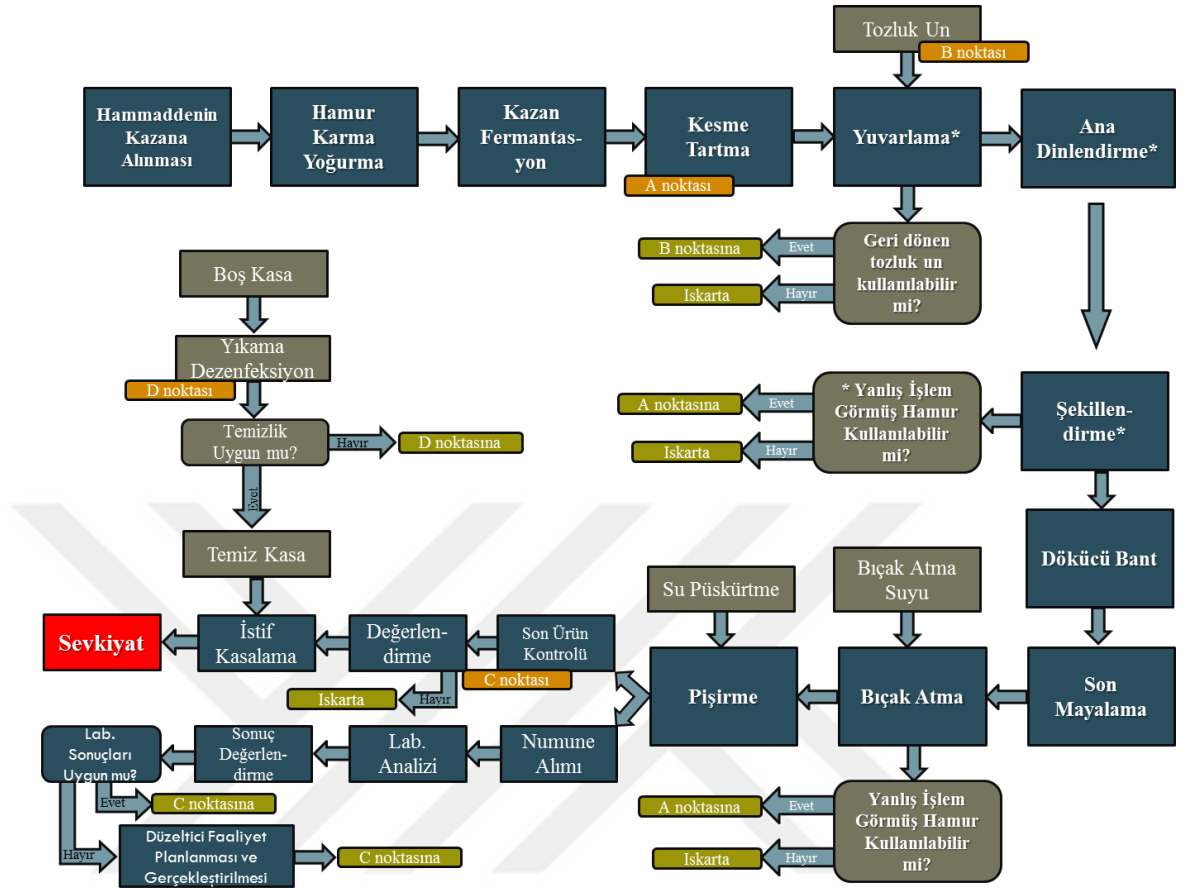 Tozluk Un
B noktası
Hammaddenin
Kazana
Alınması
Hamur
Karma
Yoğurma
Kazan
Fermantas-
yon
Kesme
Tartma
A noktası
Yuvarlama*
Ana
Dinlendirme*
Geri dönen
tozluk un
kullanılabilir
mi?
Evet
B noktasına
Hayır
Iskarta
Boş Kasa
Yıkama
Dezenfeksiyon
D noktası
Temizlik
Uygun mu?
Hayır
D noktasına
Evet
Temiz Kasa
Şekillen-
dirme*
* Yanlış İşlem
Görmüş Hamur
Kullanılabilir
mi?
Evet
A noktasına
Hayır
Iskarta
Dökücü Bant
Son
Mayalama
Bıçak Atma
Suyu
Bıçak Atma
Su Püskürtme
Pişirme
Son Ürün
Kontrolü
C noktası
Değerlen-
dirme
Hayır
Iskarta
İstif
Kasalama
Sevkiyat
Numune
Alımı
Lab.
Analizi
Sonuç
Değerlen-
dirme
Lab.
Sonuçları
Uygun mu?
Evet
C noktasına
Hayır
Düzeltici Faaliyet
Planlanması ve
Gerçekleştirilmesi
C noktasına
Yanlış İşlem
Görmüş Hamur
Kullanılabilir
mi?
Evet
A noktasına
Hayır
Iskarta